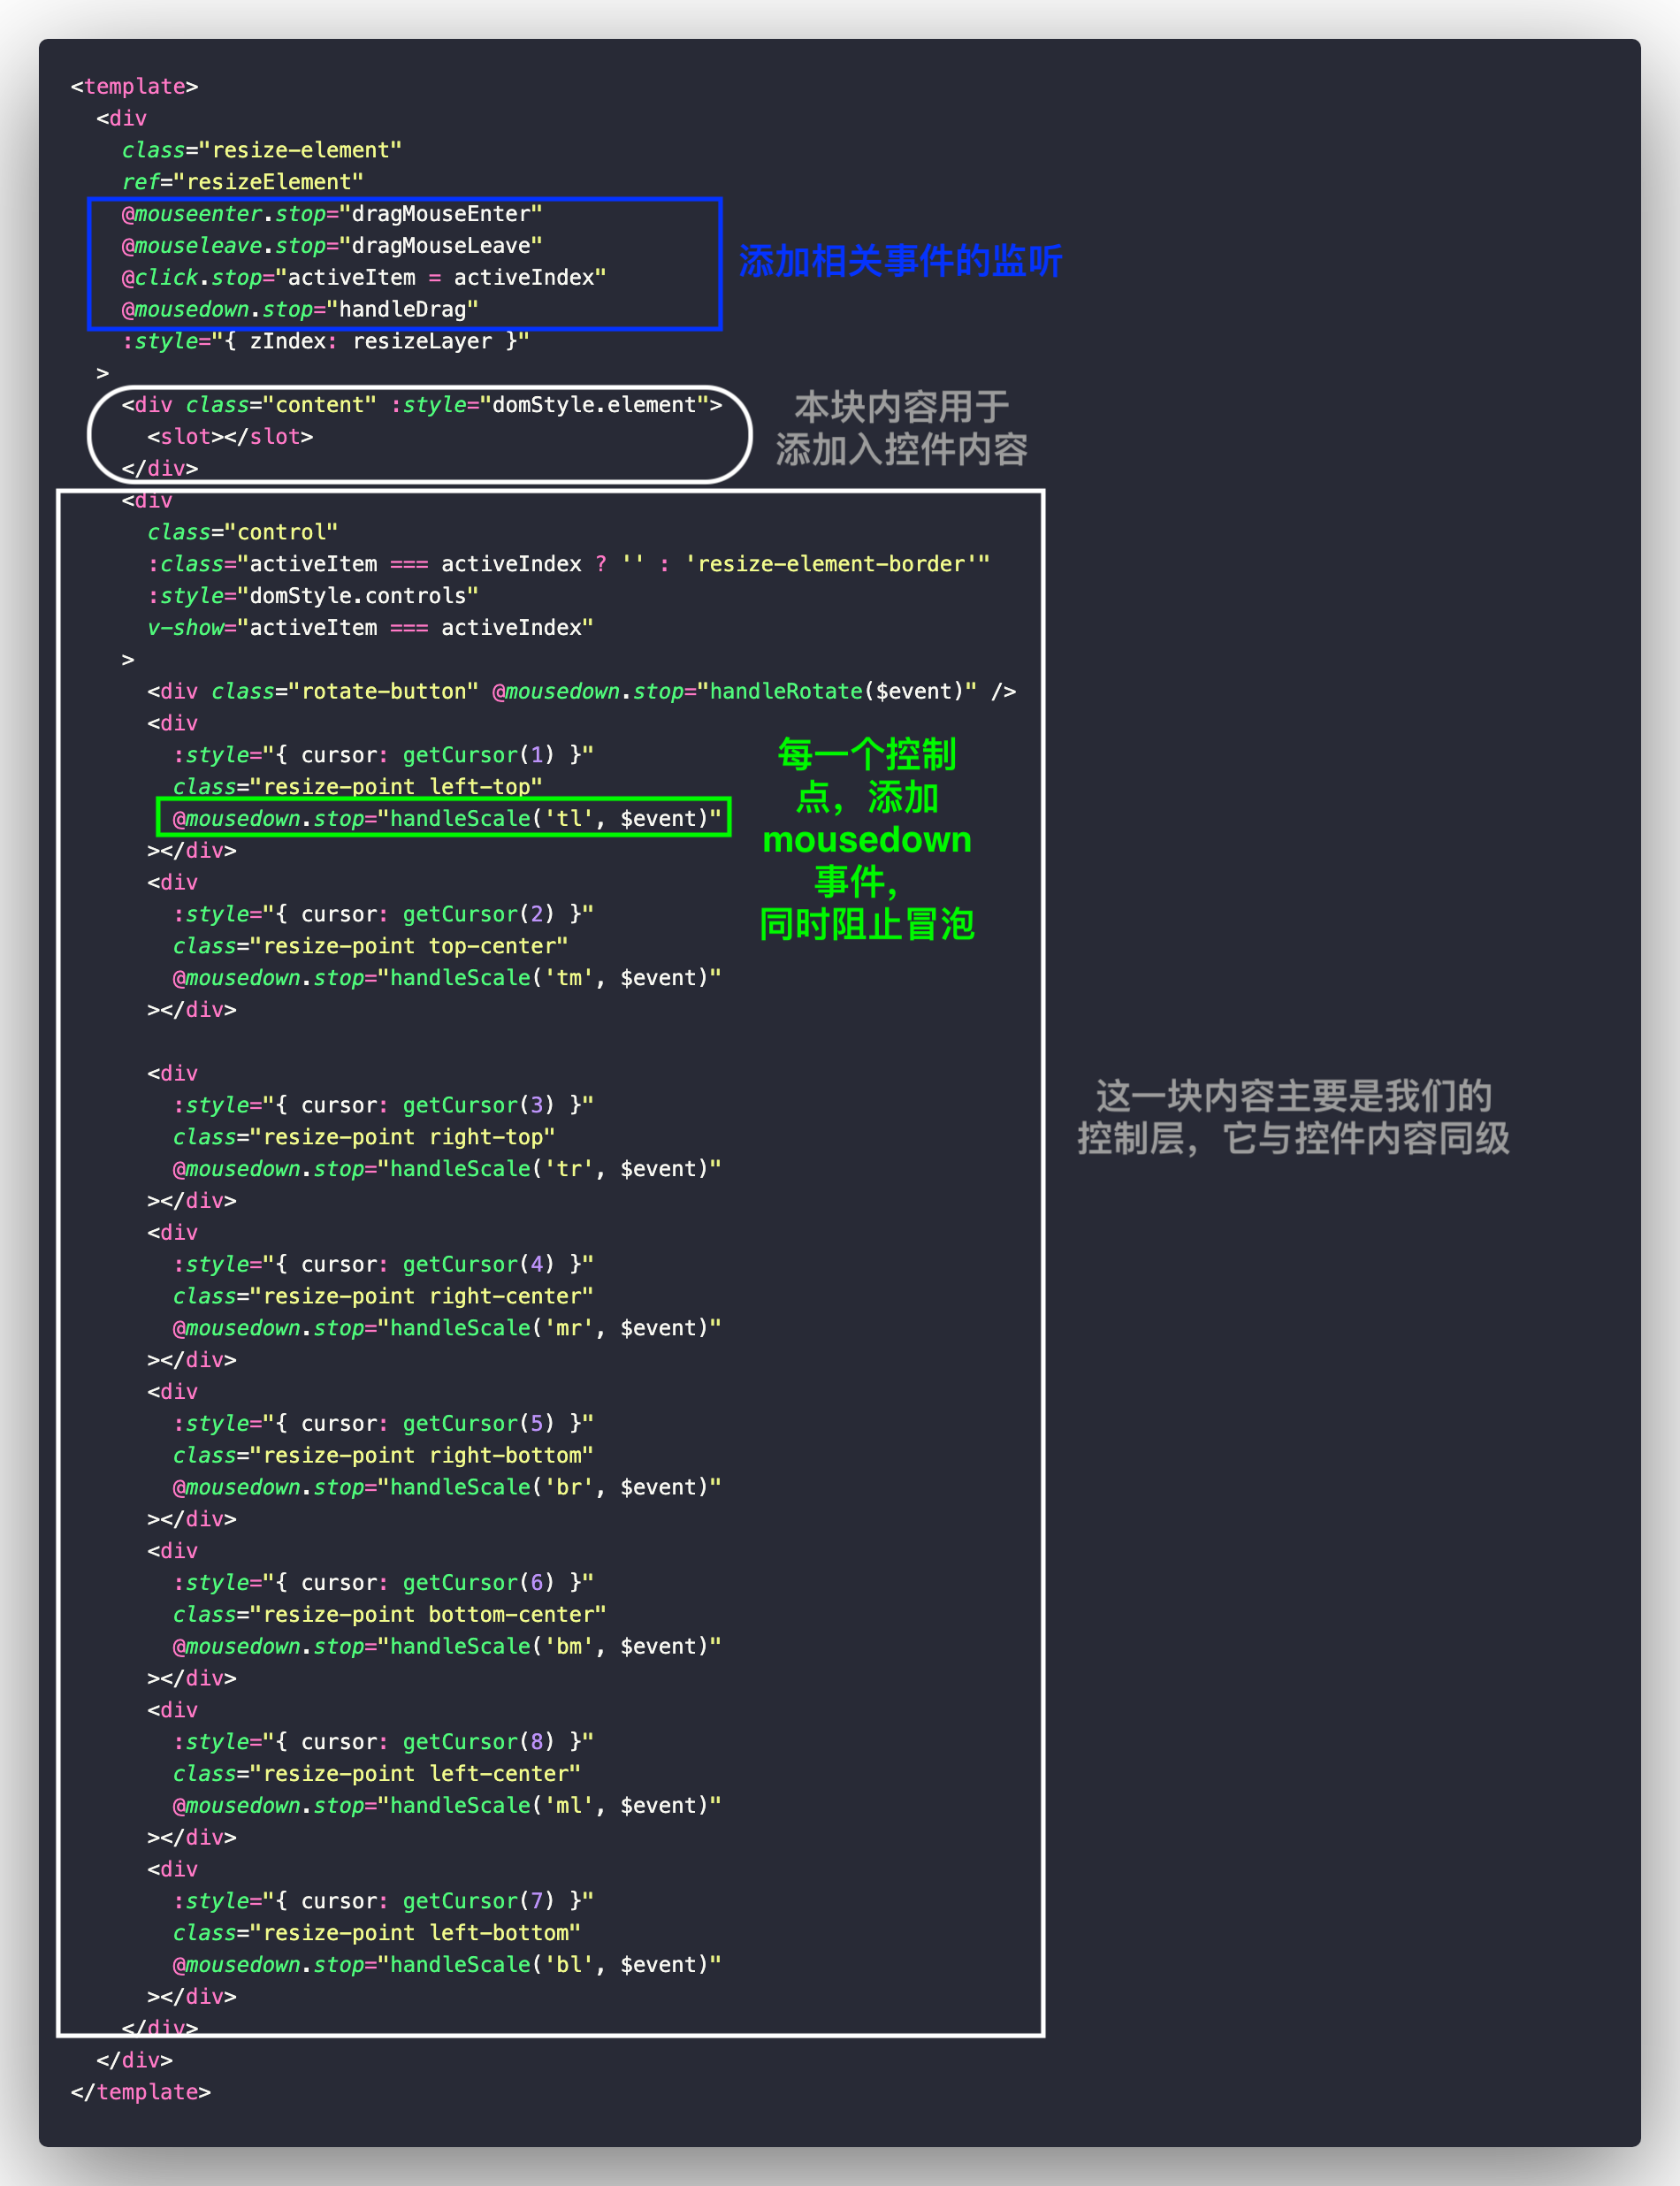 <template>
  <div
    class="resize-element"
    ref="resizeElement"
    @mouseenter.stop="dragMouseEnter"
    @mouseleave.stop="dragMouseLeave"
    @click.stop="activeItem = activeIndex"
    @mousedown.stop="handleDrag"
添加相关事件的监听
    :style="{ zIndex: resizeLayer }"
  >
    <div class="content" :style="domStyle.element">
      <slot></slot>
    </div>
本块内容用于
添加入控件内容
    <div
      class="control"
      :class="activeItem === activeIndex ? '' : 'resize-element-border'"
      :style="domStyle.controls"
      v-show="activeItem === activeIndex"
    >
      <div class="rotate-button" @mousedown.stop="handleRotate($event)" />
      <div
        :style="{ cursor: getCursor(1) }"
        class="resize-point left-top"
        @mousedown.stop="handleScale('tl', $event)"
      ></div>
      <div
        :style="{ cursor: getCursor(2) }"
        class="resize-point top-center"
        @mousedown.stop="handleScale('tm', $event)"
      ></div>
每一个控制
点，添加
mousedown
事件，
同时阻止冒泡

      <div
        :style="{ cursor: getCursor(3) }"
        class="resize-point right-top"
        @mousedown.stop="handleScale('tr', $event)"
      ></div>
这一块内容主要是我们的
控制层，它与控件内容同级
      <div
        :style="{ cursor: getCursor(4) }"
        class="resize-point right-center"
        @mousedown.stop="handleScale('mr', $event)"
      ></div>
      <div
        :style="{ cursor: getCursor(5) }"
        class="resize-point right-bottom"
        @mousedown.stop="handleScale('br', $event)"
      ></div>
      <div
        :style="{ cursor: getCursor(6) }"
        class="resize-point bottom-center"
        @mousedown.stop="handleScale('bm', $event)"
      ></div>
      <div
        :style="{ cursor: getCursor(8) }"
        class="resize-point left-center"
        @mousedown.stop="handleScale('ml', $event)"
      ></div>
      <div
        :style="{ cursor: getCursor(7) }"
        class="resize-point left-bottom"
        @mousedown.stop="handleScale('bl', $event)"
      ></div>
    </div>
  </div>
</template>